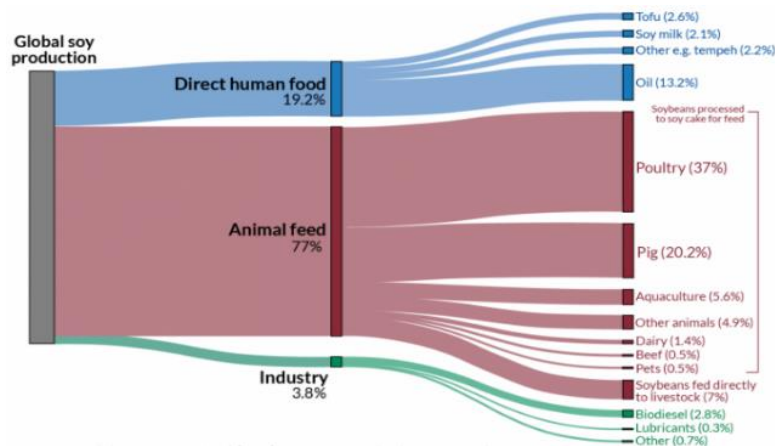 Global soy
production
Direct human food
19.2%
Animal feed
77%
Industry
3.8%
Tofu (2.6%)
Soy milk (2.1%)
Other e.g. tempeh (2.2%)
Oil (13.2%)
Soybeans processed
to soy cake for feed
Poultry (37%)
Pig (20.2%)
Aquaculture (5.6%)
Other animals (4.9%)
Dairy (1.4%)
Beef (0.5%)
Pets (0.5%)
Soybeans fed directly
to livestock (7%)
Biodiesel (2.8%)
Lubricants (0.3%)
Other (0.7%)